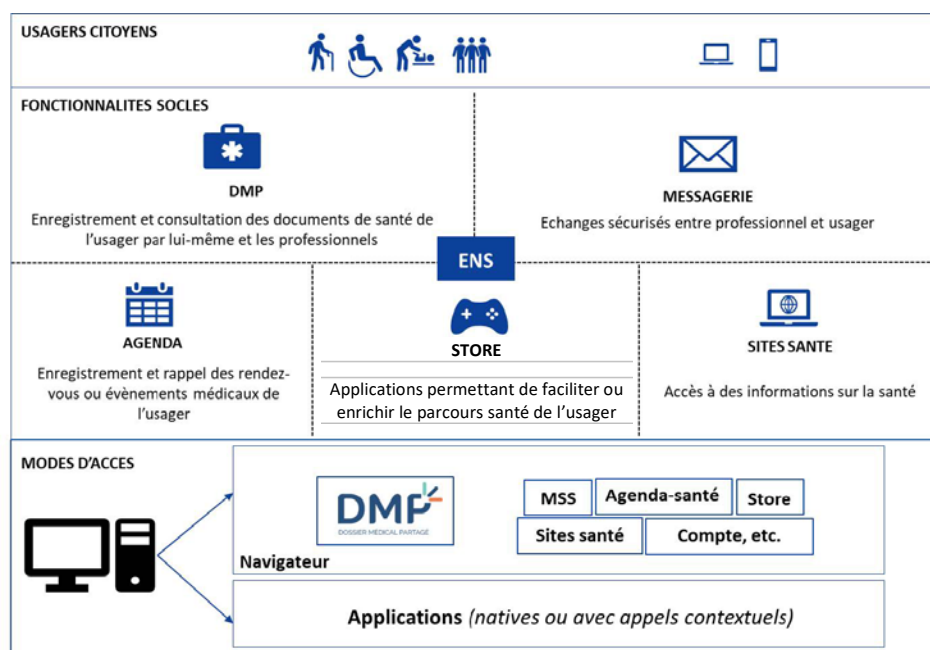 USAGERS CITOYENS
FONCTIONNALITES SOCLES
DMP
Enregistrement et consultation des documents de santé de
l'usager par lui-même et les professionnels
MESSAGERIE
Echanges sécurisés entre professionnel et usager
ENS
AGENDA
Enregistrement et rappel des rendez-
vous ou évènements médicaux de
l'usager
STORE
Applications permettant de faciliter ou
enrichir le parcours santé de l'usager
SITES SANTE
Accès à des informations sur la santé
MODES D'ACCES
DMP
DOSSIER MÉDICAL PARTAGÉ
MSS
Agenda-santé
Store
Sites santé
Compte, etc.
Navigateur
Applications (natives ou avec appels contextuels)